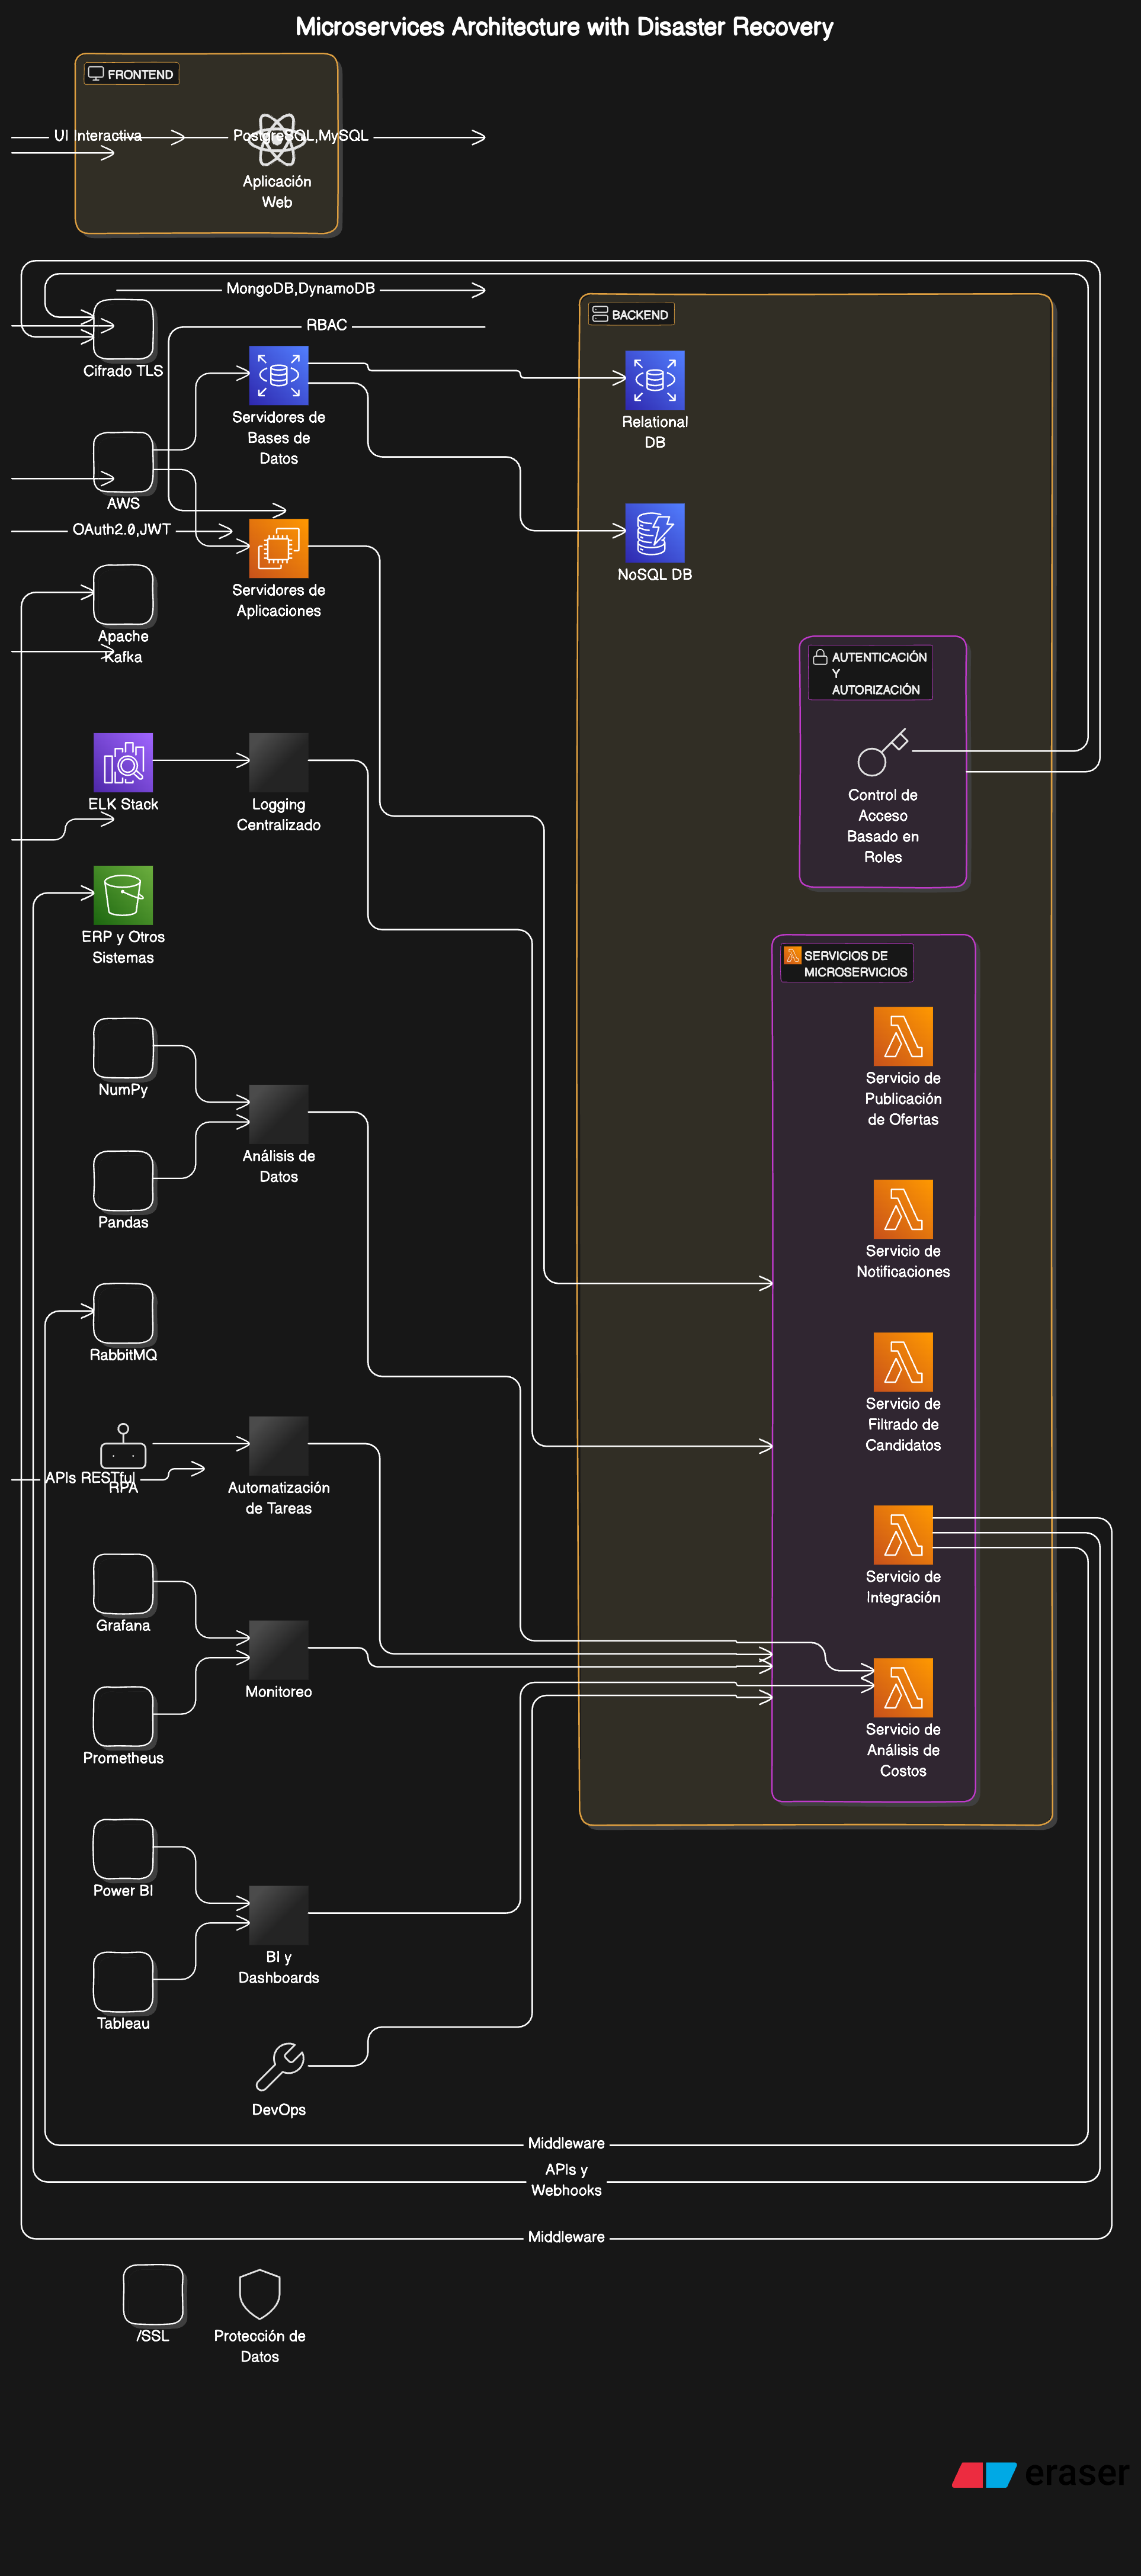 Microservices Architecture with Disaster Recovery
FRONTEND
UI Interactiva
PostgreSQL,MySQL
Aplicación
Web
MongoDB,DynamoDB
RBAC
BACKEND
Cifrado TLS
Servidores de
Bases de
Datos
Relational
DB
AWS
OAuth2.0,JWT
Servidores de
Aplicaciones
NoSQL DB
Apache
Kafka
AUTENTICACIÓN
Y
AUTORIZACIÓN
Control de
Acceso
Basado en
Roles
ELK Stack
Logging
Centralizado
ERP y Otros
Sistemas
SERVICIOS DE
MICROSERVICIOS
Servicio de
Publicación
de Ofertas
NumPy
Análisis de
Datos
Pandas
Servicio de
Notificaciones
RabbitMQ
Servicio de
Filtrado de
Candidatos
APIs RESTful
RPA
Automatización
de Tareas
Servicio de
Integración
Grafana
Monitoreo
Prometheus
Servicio de
Análisis de
Costos
Power BI
BI y
Dashboards
Tableau
DevOps
Middleware
APIs y
Webhooks
Middleware
/SSL
Protección de
Datos
eraser